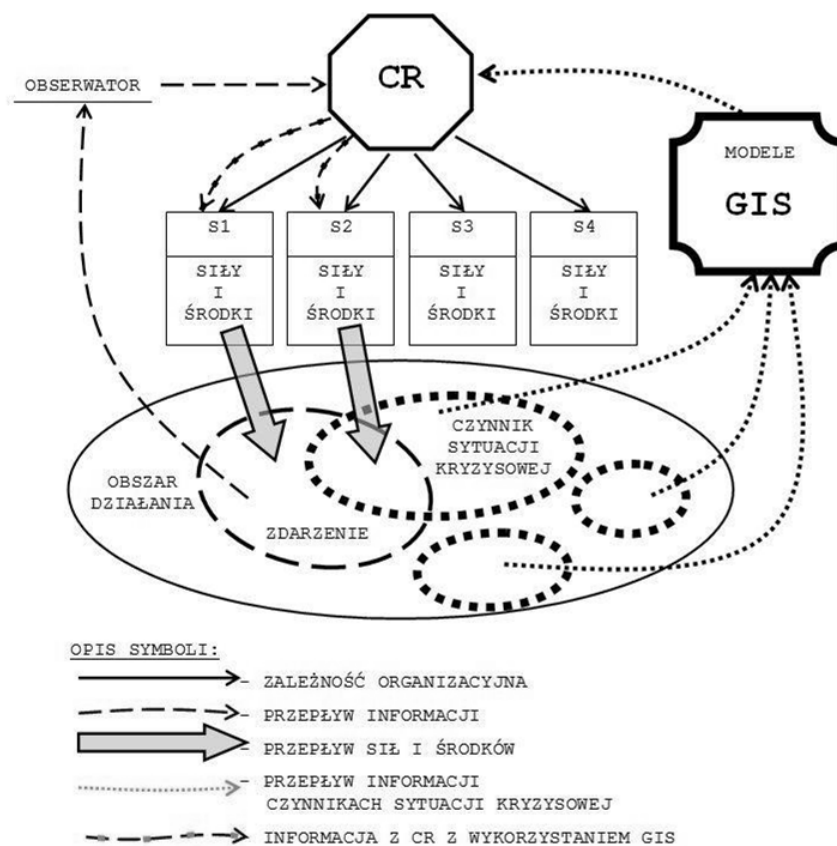 CR
OBSERWATOR
MODELE
GIS
S1
SIŁY
I
ŚRODKI
S2
SIŁY
I
ŚRODKI
S3
SIŁY
I
ŚRODKI
S4
SIŁY
I
ŚRODKI
CZYNNIK
SYTUACJI
KRYZYSOWEJ
OBSZAR
DZIAŁANIA
ZDARZENIE
OPIS SYMBOLI:
- ZALEŻNOŚĆ ORGANIZACYJNA
- PRZEPŁYW INFORMACJI
- PRZEPŁYW SIŁ I ŚRODKÓW
- PRZEPŁYW INFORMACJI
CZYNNIKACH SYTUACJI KRYZYSOWEJ
- INFORMACJA Z CR Z WYKORZYSTANIEM GIS